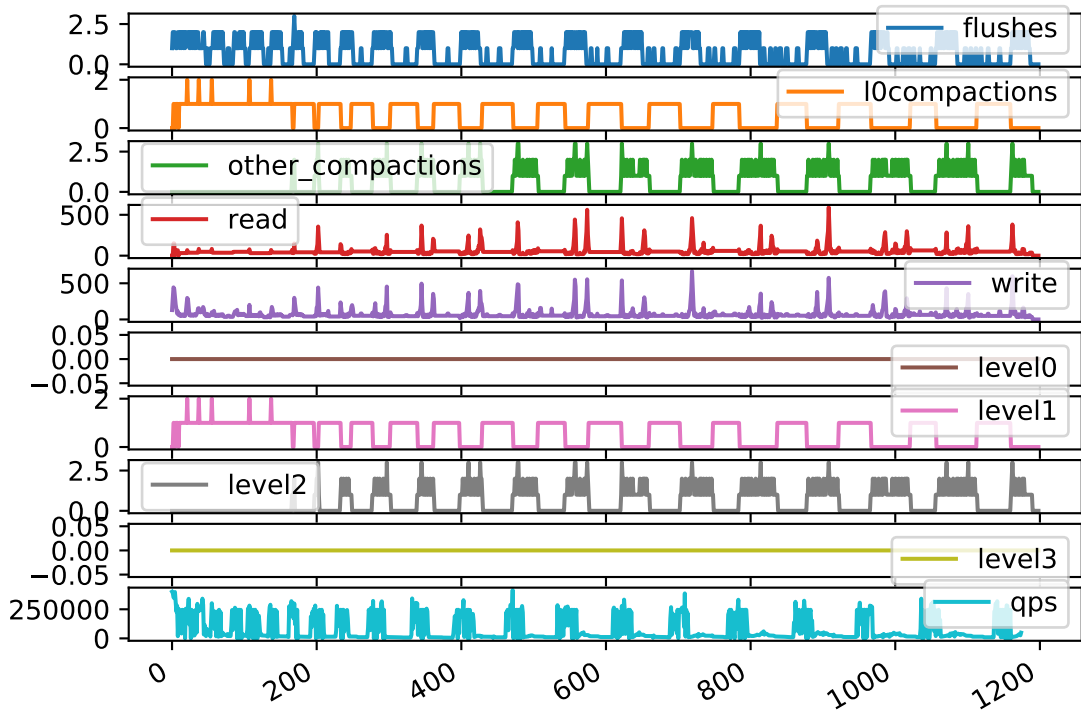 2.5
0.0
flushes
2
0
l0compactions
2.5
0.0
other_compactions
500
0
read
500
0
write
0.05
0.00
−0.05
level0
2
0
level1
2.5
0.0
level2
0.05
0.00
−0.05
level3
250000
0
qps
0
200
400
600
800
1000
1200